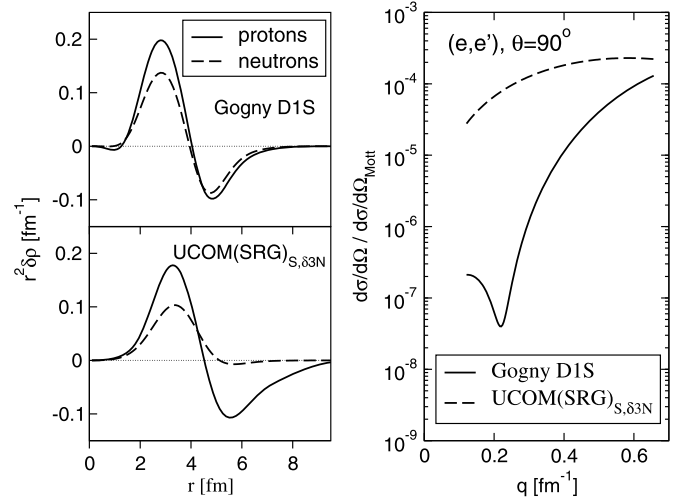 0.2
0.1
0
-0.1
protons
neutrons
Gogny D1S
0.2
0.1
0
-0.1
UCOM(SRG)S,δ3N
r²δρ [fm⁻¹]
0 2 4 6 8
r [fm]
10⁻³
10⁻⁴
10⁻⁵
10⁻⁶
10⁻⁷
10⁻⁸
10⁻⁹
dσ/dΩ / dσ/dΩMott
(e,e'), θ=90°
Gogny D1S
UCOM(SRG)S,δ3N
0 0.2 0.4 0.6
q [fm⁻¹]